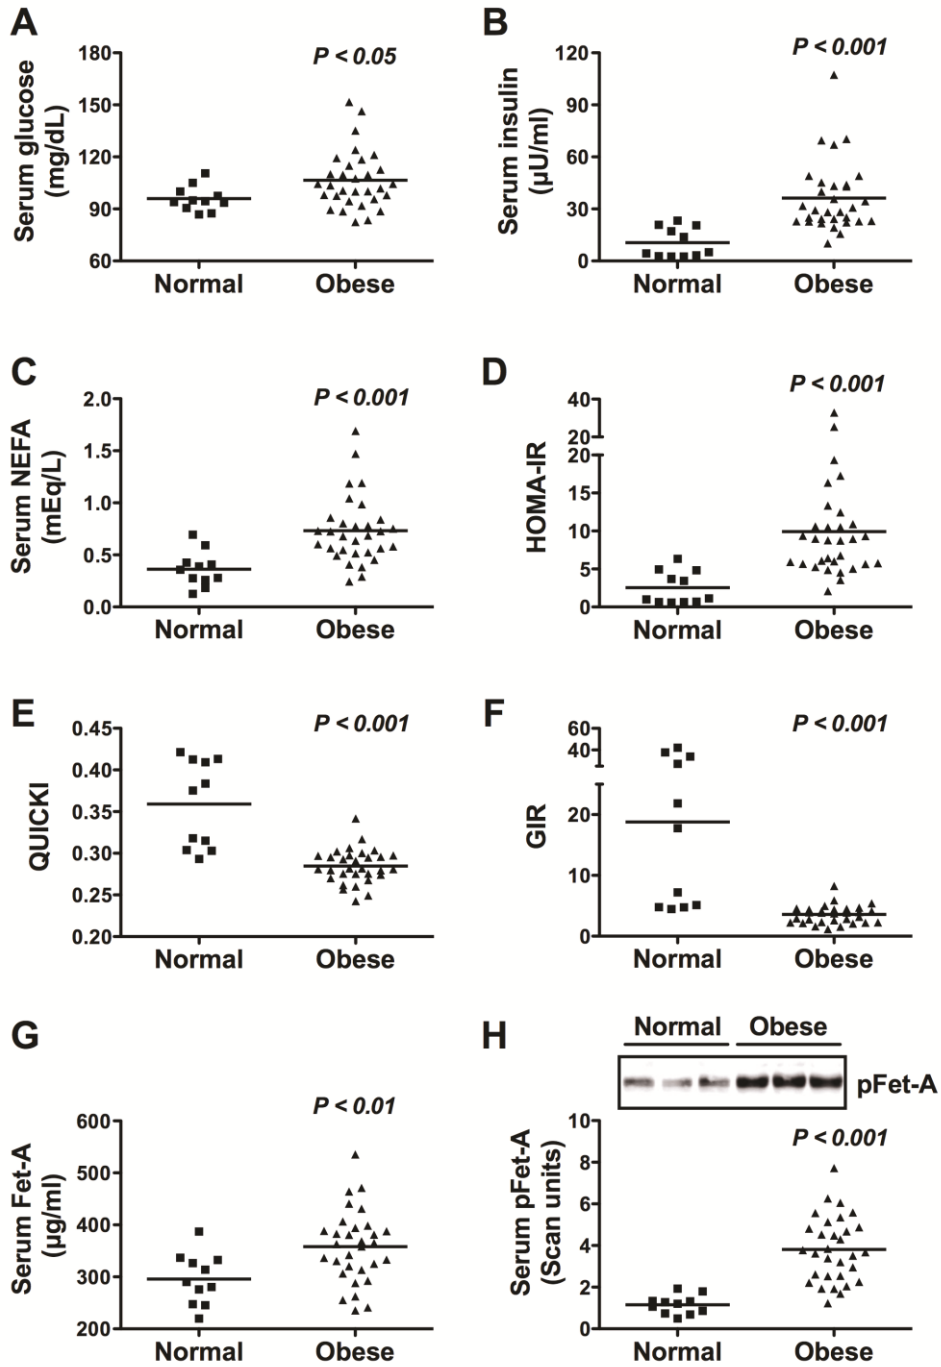 A
Serum glucose
(mg/dL)
180
150
120
90
60
P < 0.05
Normal
Obese
B
Serum insulin
(µU/ml)
120
90
60
30
0
P < 0.001
Normal
Obese
C
Serum NEFA
(mEq/L)
2.0
1.5
1.0
0.5
0.0
P < 0.001
Normal
Obese
D
HOMA-IR
40
20
20
15
10
5
0
P < 0.001
Normal
Obese
E
QUICKI
0.45
0.40
0.35
0.30
0.25
0.20
P < 0.001
Normal
Obese
F
GIR
60
40
20
10
0
P < 0.001
Normal
Obese
G
Serum Fet-A
(µg/ml)
600
500
400
300
200
P < 0.01
Normal
Obese
H
Normal
Obese
pFet-A
Serum pFet-A
(Scan units)
10
8
6
4
2
0
P < 0.001
Normal
Obese